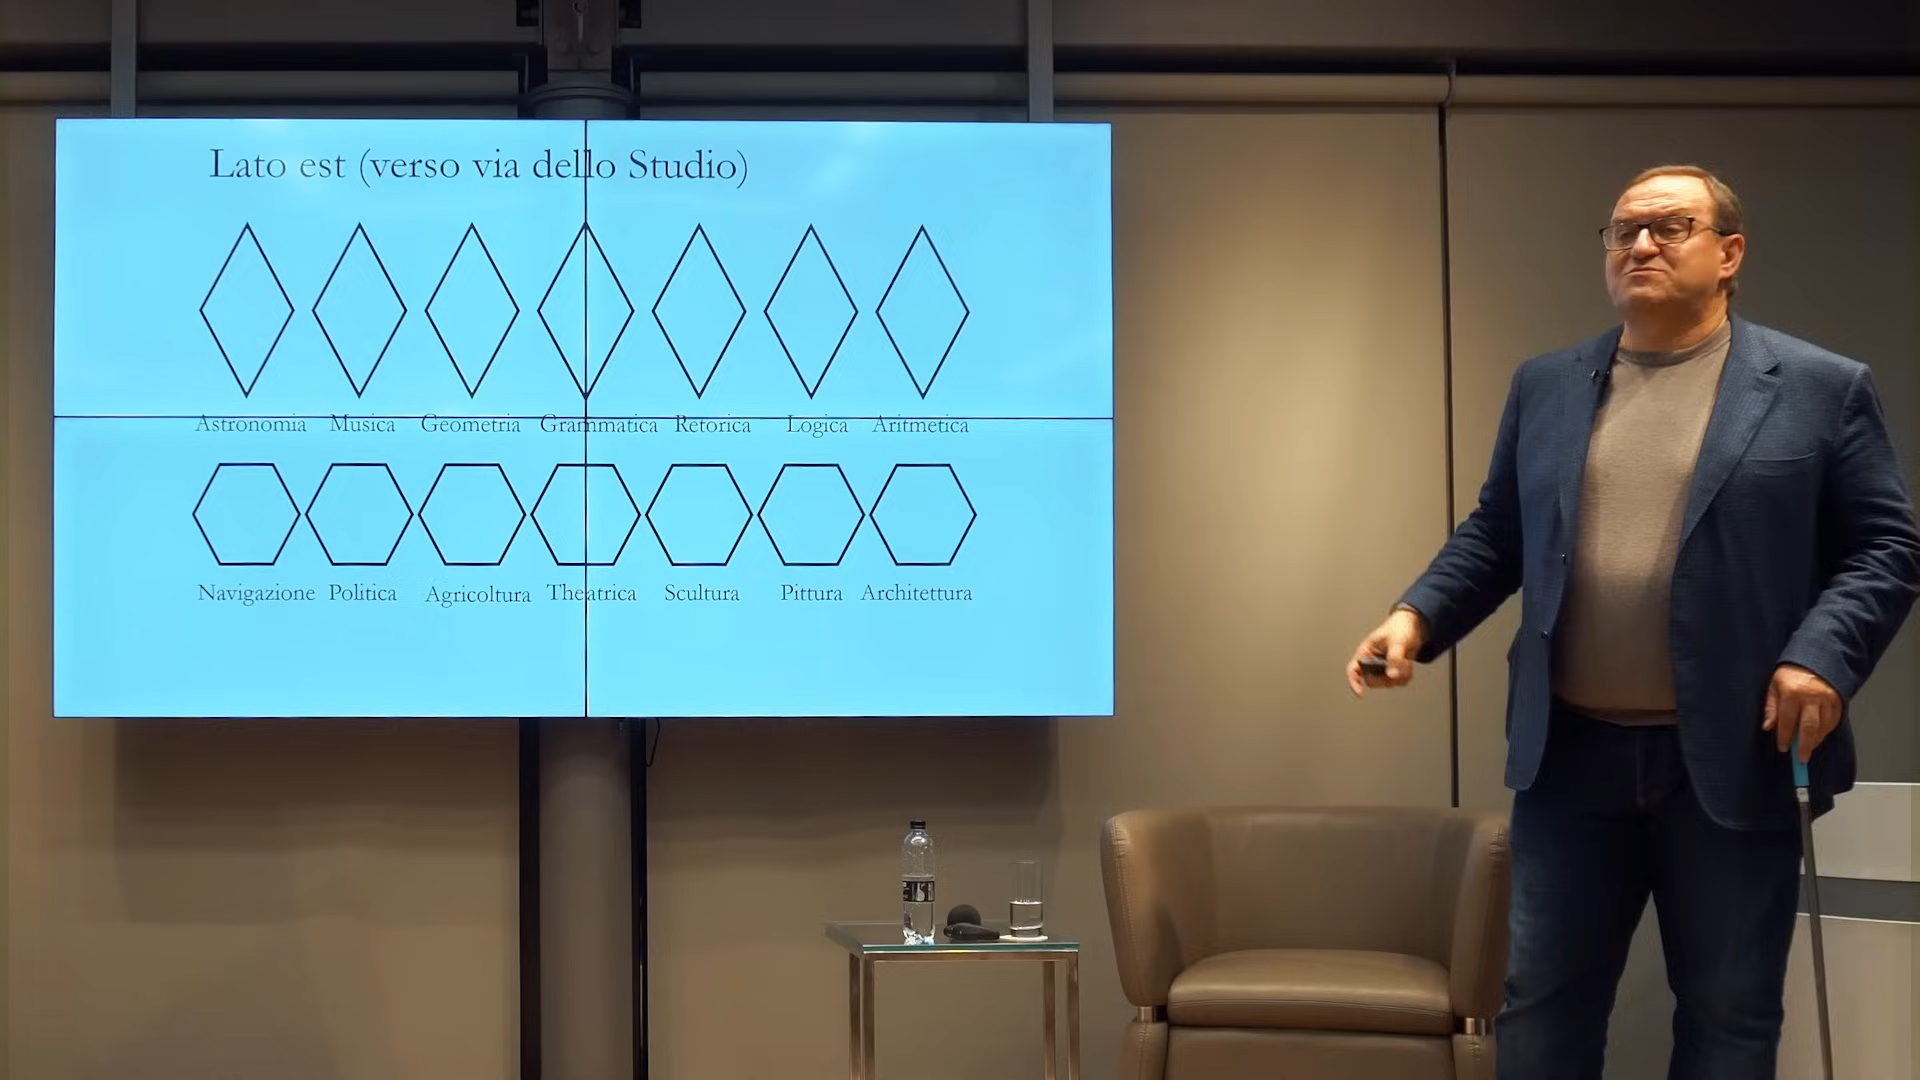 Lato est (verso via dello Studio)
Astronomia Musica Geometria Grammatica Retorica Logica Aritmetica
Navigazione Politica Agricoltura Theatrica Scultura Pittura Architettura